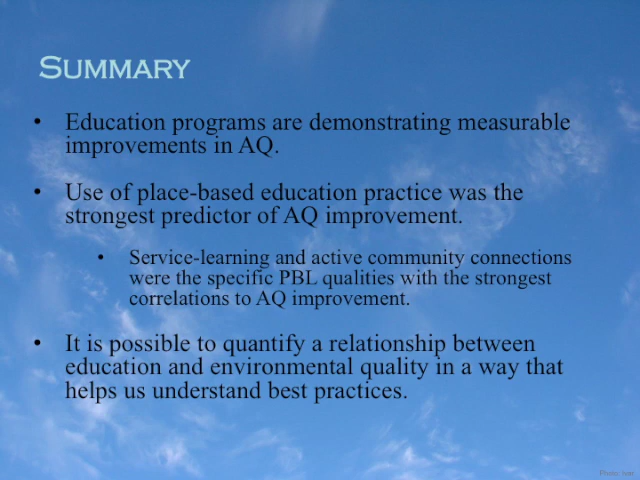 Summary
• Education programs are demonstrating measurable
improvements in AQ.
• Use of place-based education practice was the
strongest predictor of AQ improvement.
• Service-learning and active community connections
were the specific PBL qualities with the strongest
correlations to AQ improvement.
• It is possible to quantify a relationship between
education and environmental quality in a way that
helps us understand best practices.